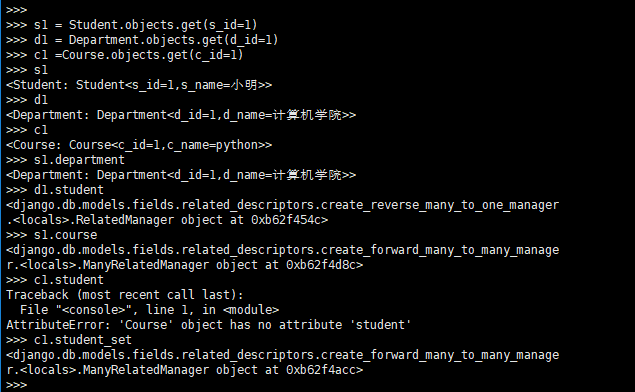 >>>
>>> s1 = Student.objects.get(s_id=1)
>>> d1 = Department.objects.get(d_id=1)
>>> c1 =Course.objects.get(c_id=1)
>>> s1
<Student: Student<s_id=1,s_name=小明>>
>>> d1
<Department: Department<d_id=1,d_name=计算机学院>>
>>> c1
<Course: Course<c_id=1,c_name=python>>
>>> s1.department
<Department: Department<d_id=1,d_name=计算机学院>>
>>> d1.student
<django.db.models.fields.related_descriptors.create_reverse_many_to_one_manager
.<locals>.RelatedManager object at 0xb62f454c>
>>> s1.course
<django.db.models.fields.related_descriptors.create_forward_many_to_many_manage
r.<locals>.ManyRelatedManager object at 0xb62f4d8c>
>>> c1.student
Traceback (most recent call last):
  File "<console>", line 1, in <module>
AttributeError: 'Course' object has no attribute 'student'
>>> c1.student_set
<django.db.models.fields.related_descriptors.create_forward_many_to_many_manage
r.<locals>.ManyRelatedManager object at 0xb62f4acc>
>>>